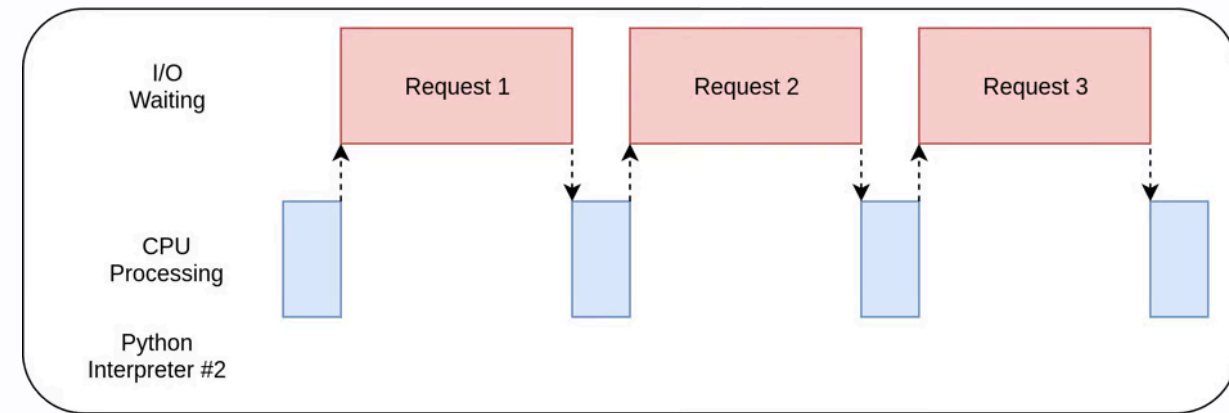 I/O
Waiting
Request 1
Request 2
Request 3
CPU
Processing
Python
Interpreter #2